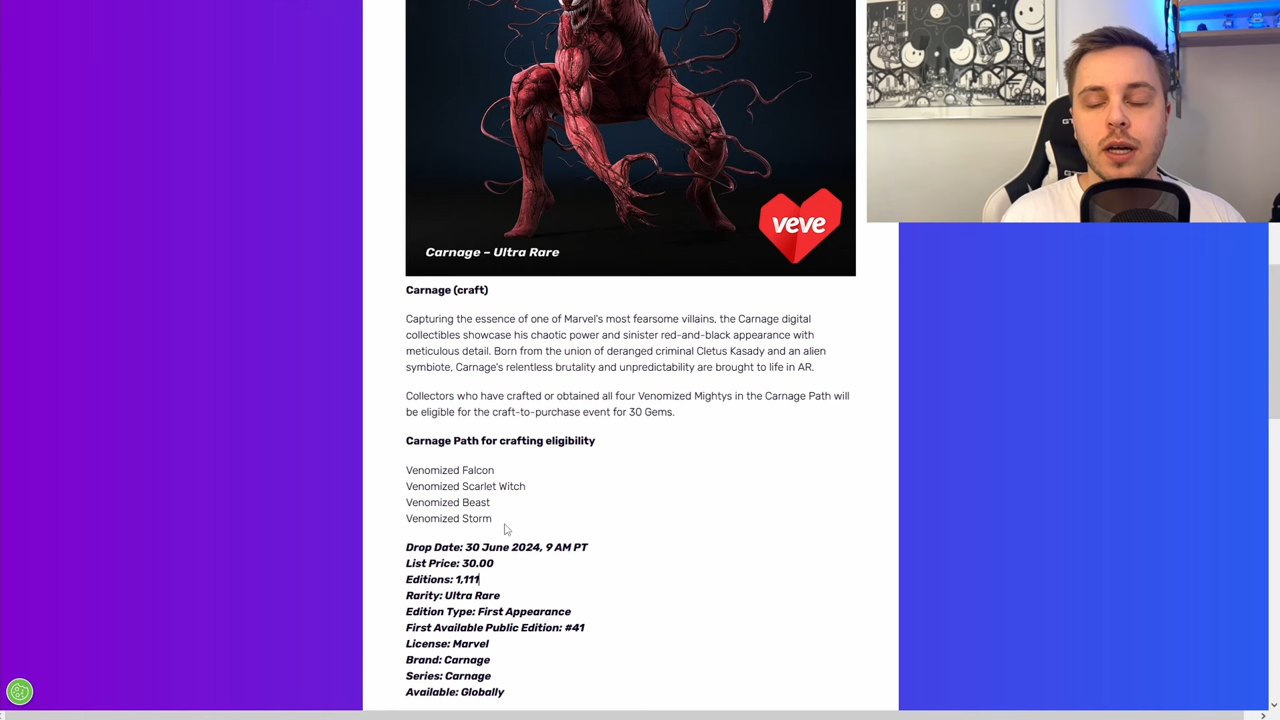 veve
Carnage – Ultra Rare
Carnage (craft)
Capturing the essence of one of Marvel's most fearsome villains, the Carnage digital
collectibles showcase his chaotic power and sinister red-and-black appearance with
meticulous detail. Born from the union of deranged criminal Cletus Kasady and an alien
symbiote, Carnage's relentless brutality and unpredictability are brought to life in AR.
Collectors who have crafted or obtained all four Venomized Mightys in the Carnage Path will
be eligible for the craft-to-purchase event for 30 Gems.
Carnage Path for crafting eligibility
Venomized Falcon
Venomized Scarlet Witch
Venomized Beast
Venomized Storm
Drop Date: 30 June 2024, 9 AM PT
List Price: 30.00
Editions: 1,111
Rarity: Ultra Rare
Edition Type: First Appearance
First Available Public Edition: #41
License: Marvel
Brand: Carnage
Series: Carnage
Available: Globally